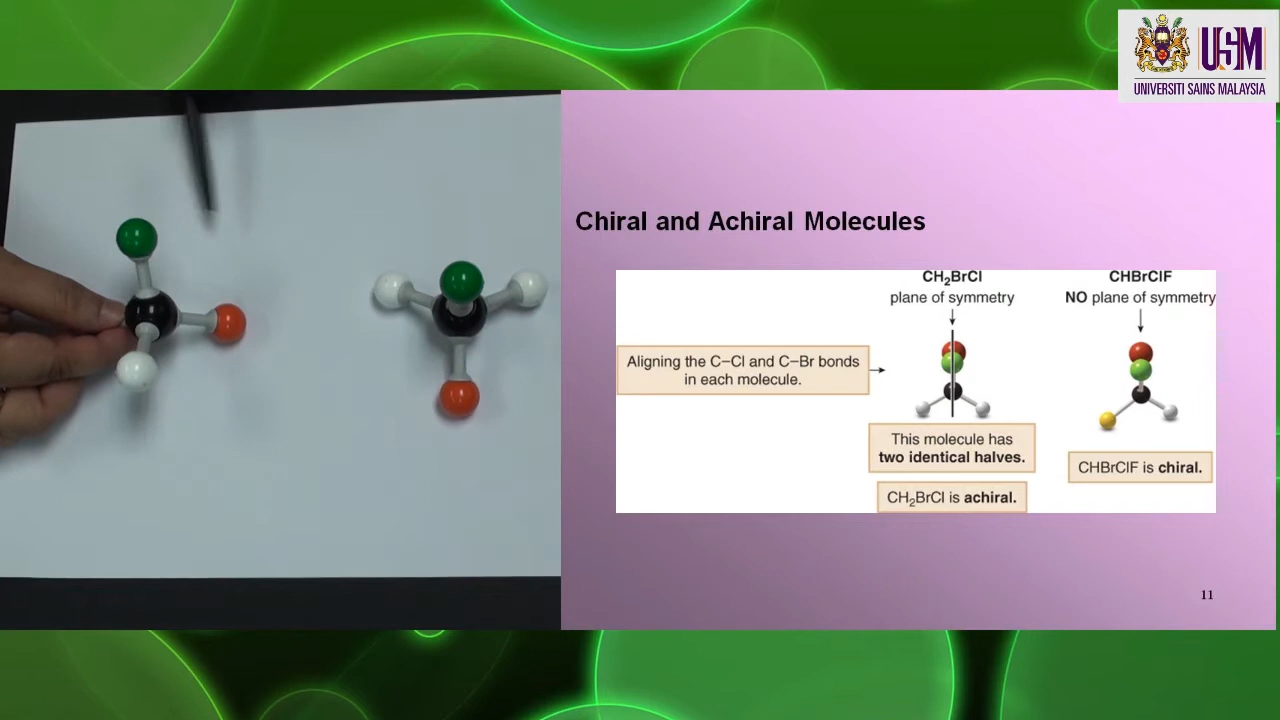 USM
UNIVERSITI SAINS MALAYSIA
Chiral and Achiral Molecules
CH₂BrCl
plane of symmetry
CHBrClF
NO plane of symmetry
Aligning the C–Cl and C–Br bonds
in each molecule.
This molecule has
two identical halves.
CH₂BrCl is achiral.
CHBrClF is chiral.
11